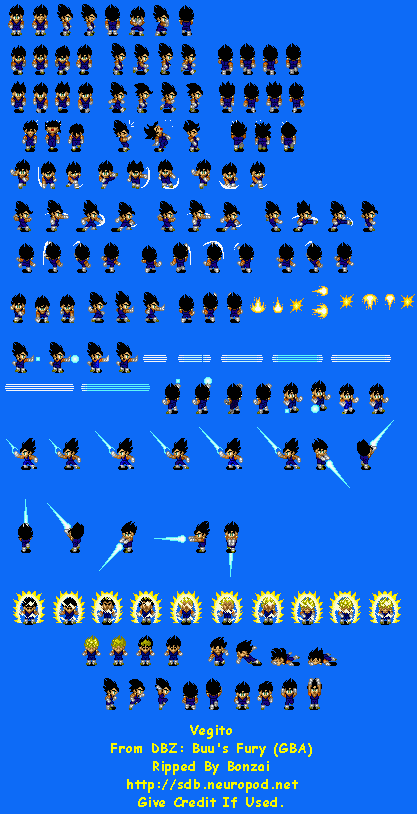 Vegito
From DBZ: Buu's Fury (GBA)
Ripped By Bonzai
http://sdb.neuropod.net
Give Credit If Used.